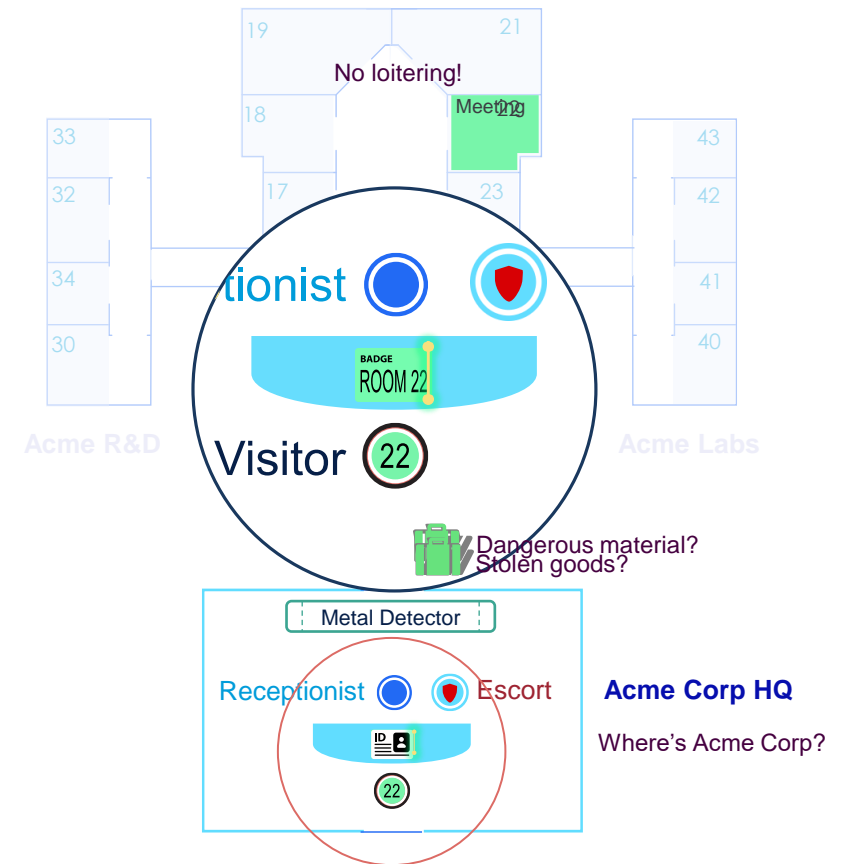 19
21
No loitering!
Meeting
22
18
33
43
32
17
23
42
tionist
34
41
BADGE
ROOM 22
30
40
Acme R&D
Acme Labs
Visitor
22
Dangerous material?
Stolen goods?
Metal Detector
Receptionist
Escort
Acme Corp HQ
ID
Where's Acme Corp?
22